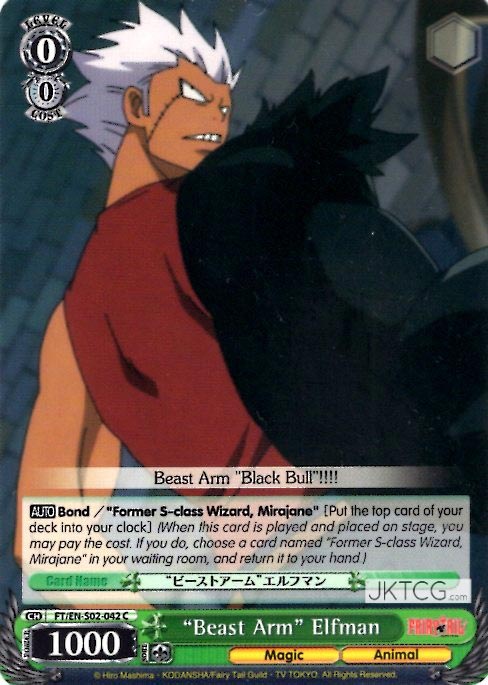 LEVEL
0
0
COST
Beast Arm "Black Bull"!!!!
AUTO Bond／"Former S-class Wizard, Mirajane" [Put the top card of your
deck into your clock] (When this card is played and placed on stage, you
may pay the cost. If you do, choose a card named "Former S-class Wizard,
Mirajane" in your waiting room, and return it to your hand.)
Card Name
"ビーストアーム"エルフマン
JKTCG.com
CH FT/EN-S02-042 C
POWER
1000
SOUL
"Beast Arm" Elfman
FAIRY TAIL
Magic
Animal
© Hiro Mashima・KODANSHA/Fairy Tail Guild・TV TOKYO. All Rights Reserved.